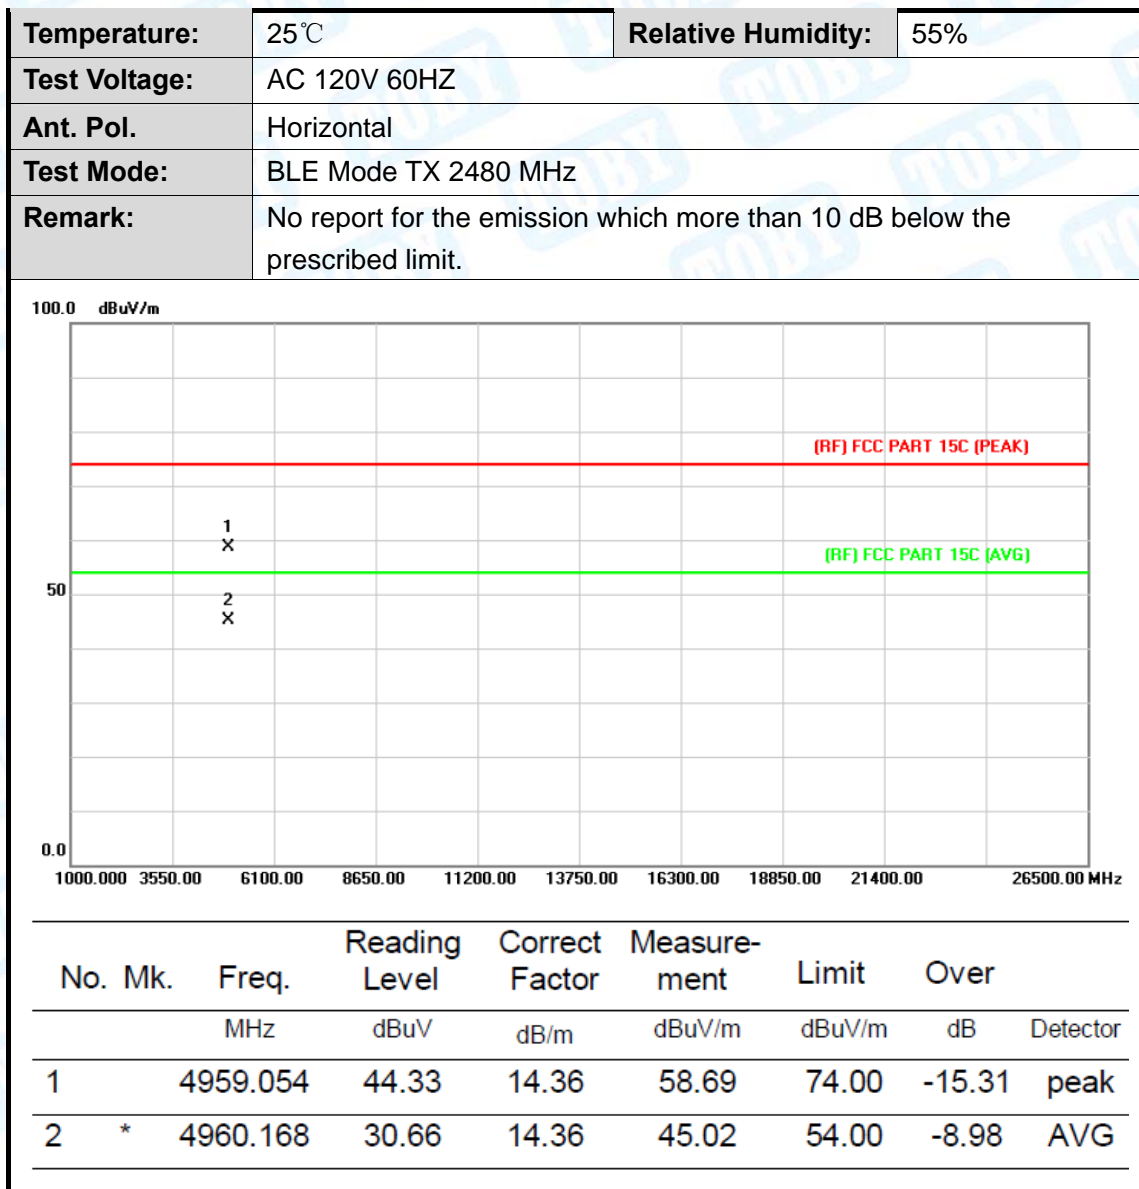 Temperature: 25℃ Relative Humidity: 55%
Test Voltage: AC 120V 60HZ
Ant. Pol. Horizontal
Test Mode: BLE Mode TX 2480 MHz
Remark: No report for the emission which more than 10 dB below the
prescribed limit.
100.0 dBuV/m
(RF) FCC PART 15C (PEAK)
1
X
(RF) FCC PART 15C (AVG)
50
2
X
0.0
1000.000 3550.00 6100.00 8650.00 11200.00 13750.00 16300.00 18850.00 21400.00 26500.00 MHz
No. Mk. Freq. Reading Level Correct Factor Measure-ment Limit Over
MHz dBuV dB/m dBuV/m dBuV/m dB Detector
1 4959.054 44.33 14.36 58.69 74.00 -15.31 peak
2 * 4960.168 30.66 14.36 45.02 54.00 -8.98 AVG
TOBY